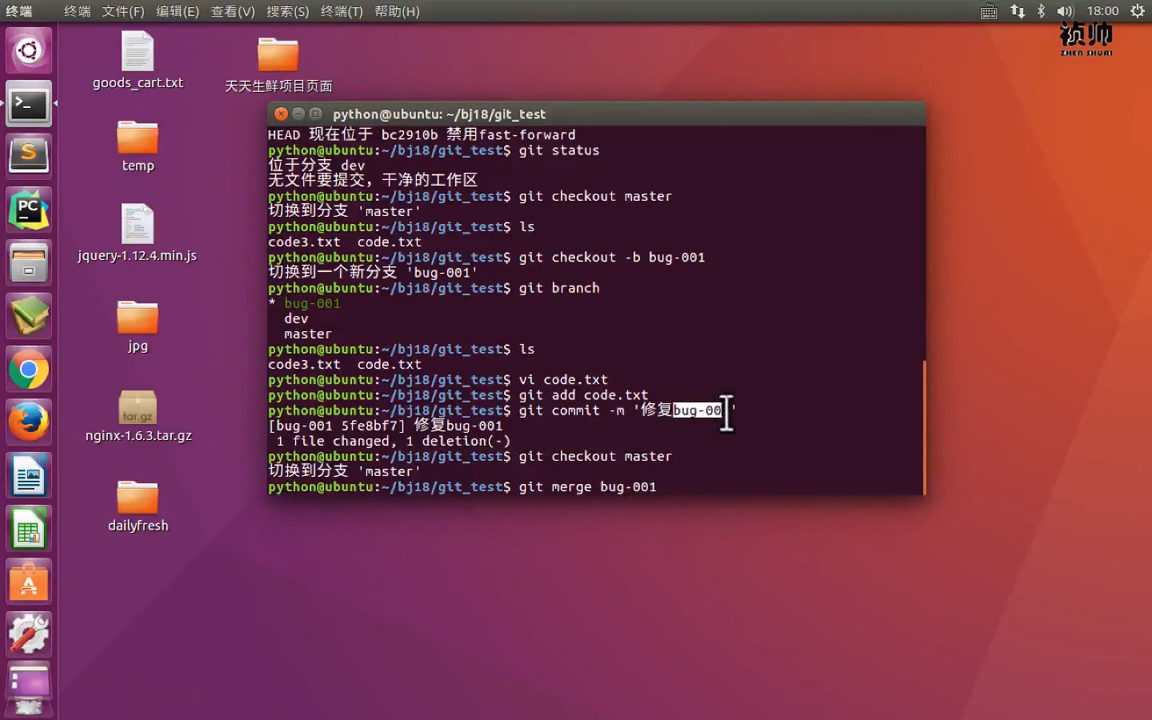 终端 终端 文件(F) 编辑(E) 查看(V) 搜索(S) 终端(T) 帮助(H) 18:00
祯帅
ZHEN SHUAI
goods_cart.txt
天天生鲜项目页面
temp
jquery-1.12.4.min.js
jpg
tar.gz
nginx-1.6.3.tar.gz
dailyfresh
PC
python@ubuntu: ~/bj18/git_test
HEAD 现在位于 bc2910b 禁用fast-forward
python@ubuntu:~/bj18/git_test$ git status
位于分支 dev
无文件要提交，干净的工作区
python@ubuntu:~/bj18/git_test$ git checkout master
切换到分支 'master'
python@ubuntu:~/bj18/git_test$ ls
code3.txt  code.txt
python@ubuntu:~/bj18/git_test$ git checkout -b bug-001
切换到一个新分支 'bug-001'
python@ubuntu:~/bj18/git_test$ git branch
* bug-001
  dev
  master
python@ubuntu:~/bj18/git_test$ ls
code3.txt  code.txt
python@ubuntu:~/bj18/git_test$ vi code.txt
python@ubuntu:~/bj18/git_test$ git add code.txt
python@ubuntu:~/bj18/git_test$ git commit -m '修复bug-00 '
[bug-001 5fe8bf7] 修复bug-001
 1 file changed, 1 deletion(-)
python@ubuntu:~/bj18/git_test$ git checkout master
切换到分支 'master'
python@ubuntu:~/bj18/git_test$ git merge bug-001